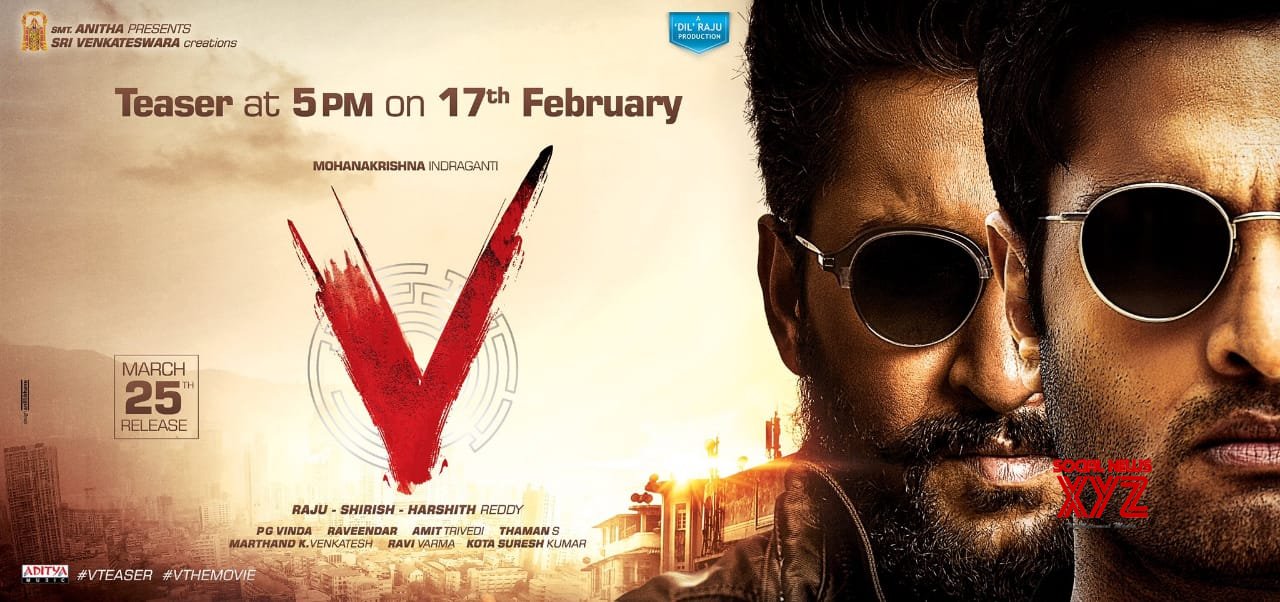 SMT. ANITHA PRESENTS
SRI VENKATESWARA creations
A
'DIL' RAJU
PRODUCTION
Teaser at 5 PM on 17th February
MOHANAKRISHNA INDRAGANTI
V
MARCH
25TH
RELEASE
RAJU - SHIRISH - HARSHITH REDDY
PG VINDA RAVEENDAR AMIT TRIVEDI THAMAN S
MARTHAND K.VENKATESH RAVI VARMA KOTA SURESH KUMAR
SOCIAL NEWS
XYZ
ADITYA
MUSIC
#VTEASER #VTHEMOVIE